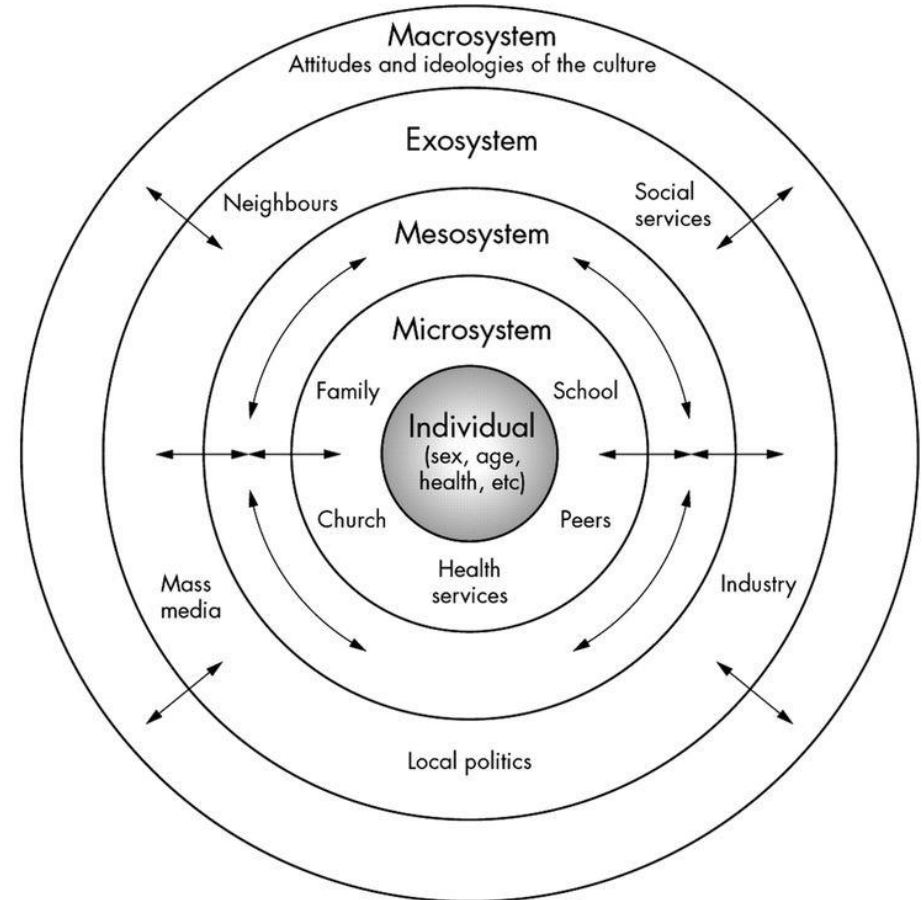 Macrosystem
Attitudes and ideologies of the culture
Exosystem
Neighbours
Social
services
Mesosystem
Microsystem
Family
School
Individual
(sex, age,
health, etc)
Church
Peers
Health
services
Mass
media
Industry
Local politics